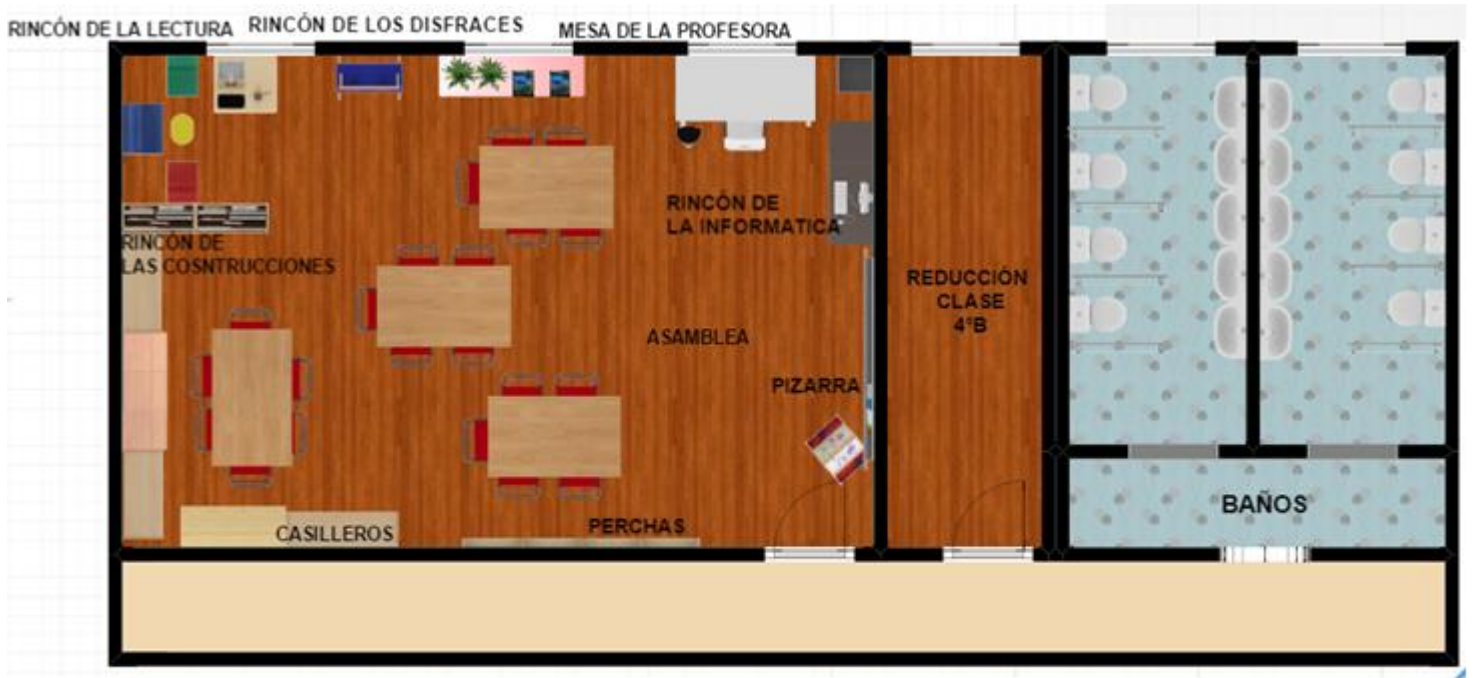 RINCÓN DE LA LECTURA
RINCÓN DE LOS DISFRACES
MESA DE LA PROFESORA
RINCÓN DE
LA INFORMATICA
RINCÓN DE
LAS COSNTRUCCIONES
REDUCCIÓN
CLASE
4ºB
ASAMBLEA
PIZARRA
BAÑOS
CASILLEROS
PERCHAS